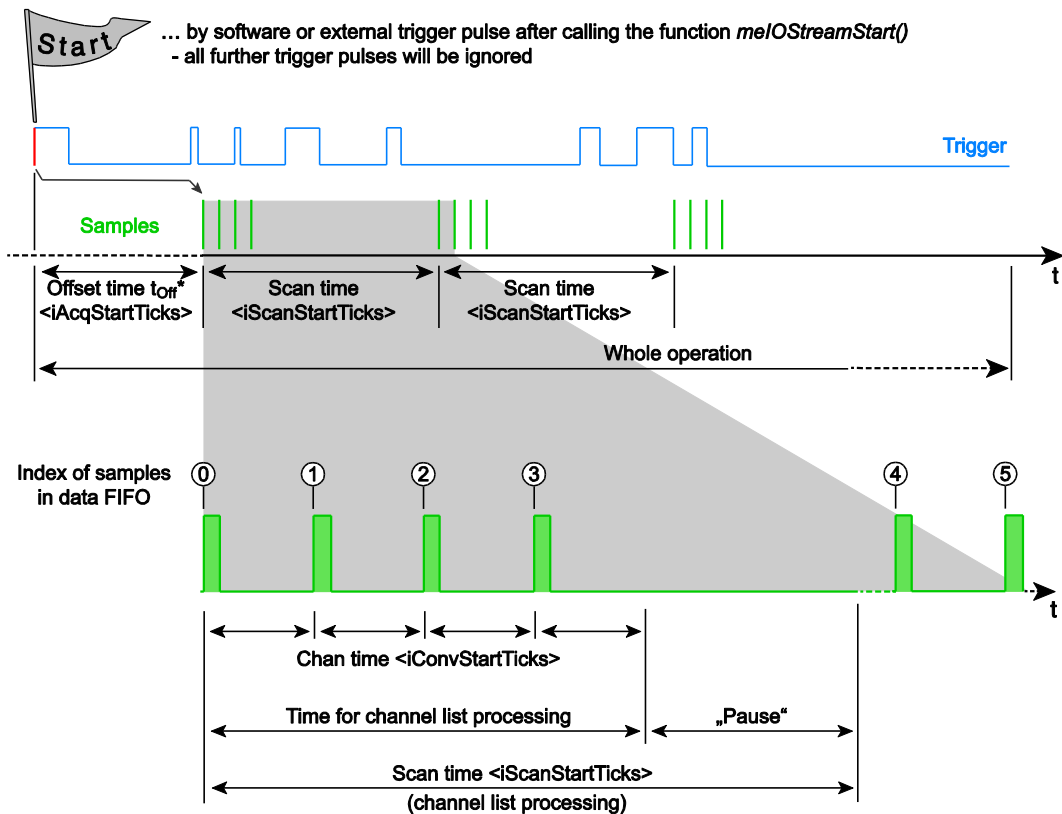 Start
... by software or external trigger pulse after calling the function meIOStreamStart()
- all further trigger pulses will be ignored
Trigger
Samples
t
Offset time tOff*
<iAcqStartTicks>
Scan time
<iScanStartTicks>
Scan time
<iScanStartTicks>
Whole operation
Index of samples
in data FIFO
0
1
2
3
4
5
t
Chan time <iConvStartTicks>
Time for channel list processing
„Pause“
Scan time <iScanStartTicks>
(channel list processing)